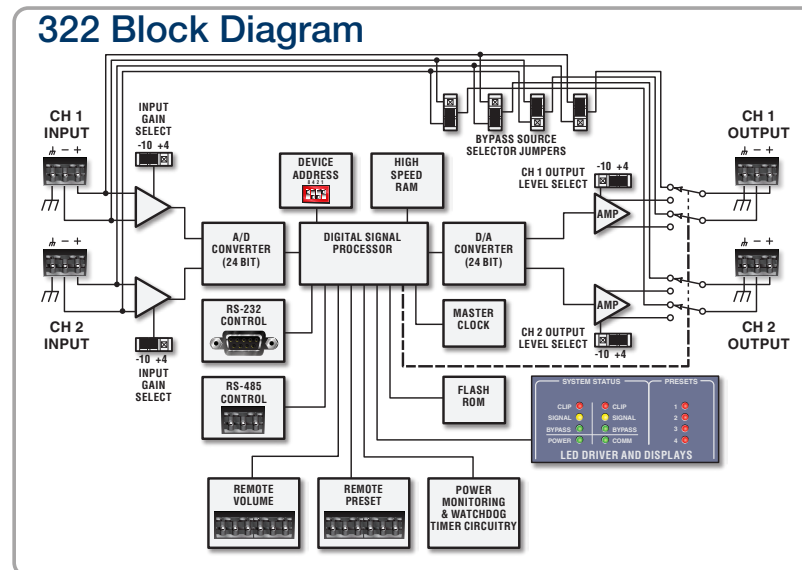 322 Block Diagram
CH 1
INPUT
- +
INPUT
GAIN
SELECT
-10 +4
BYPASS SOURCE
SELECTOR JUMPERS
CH 1
OUTPUT
- +
DEVICE
ADDRESS
8 4 2 1
HIGH
SPEED
RAM
CH 1 OUTPUT
LEVEL SELECT
-10 +4
AMP
A/D
CONVERTER
(24 BIT)
DIGITAL SIGNAL
PROCESSOR
D/A
CONVERTER
(24 BIT)
- +
CH 2
INPUT
-10 +4
INPUT
GAIN
SELECT
RS-232
CONTROL
MASTER
CLOCK
AMP
CH 2 OUTPUT
LEVEL SELECT
-10 +4
- +
CH 2
OUTPUT
RS-485
CONTROL
FLASH
ROM
SYSTEM STATUS
PRESETS
CLIP CLIP 1
SIGNAL SIGNAL 2
BYPASS BYPASS 3
POWER COMM 4
LED DRIVER AND DISPLAYS
REMOTE
VOLUME
REMOTE
PRESET
POWER
MONITORING
& WATCHDOG
TIMER CIRCUITRY